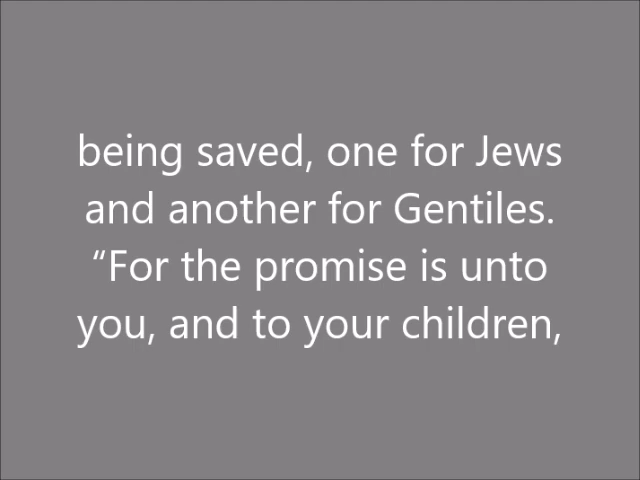 being saved, one for Jews
and another for Gentiles.
“For the promise is unto
you, and to your children,